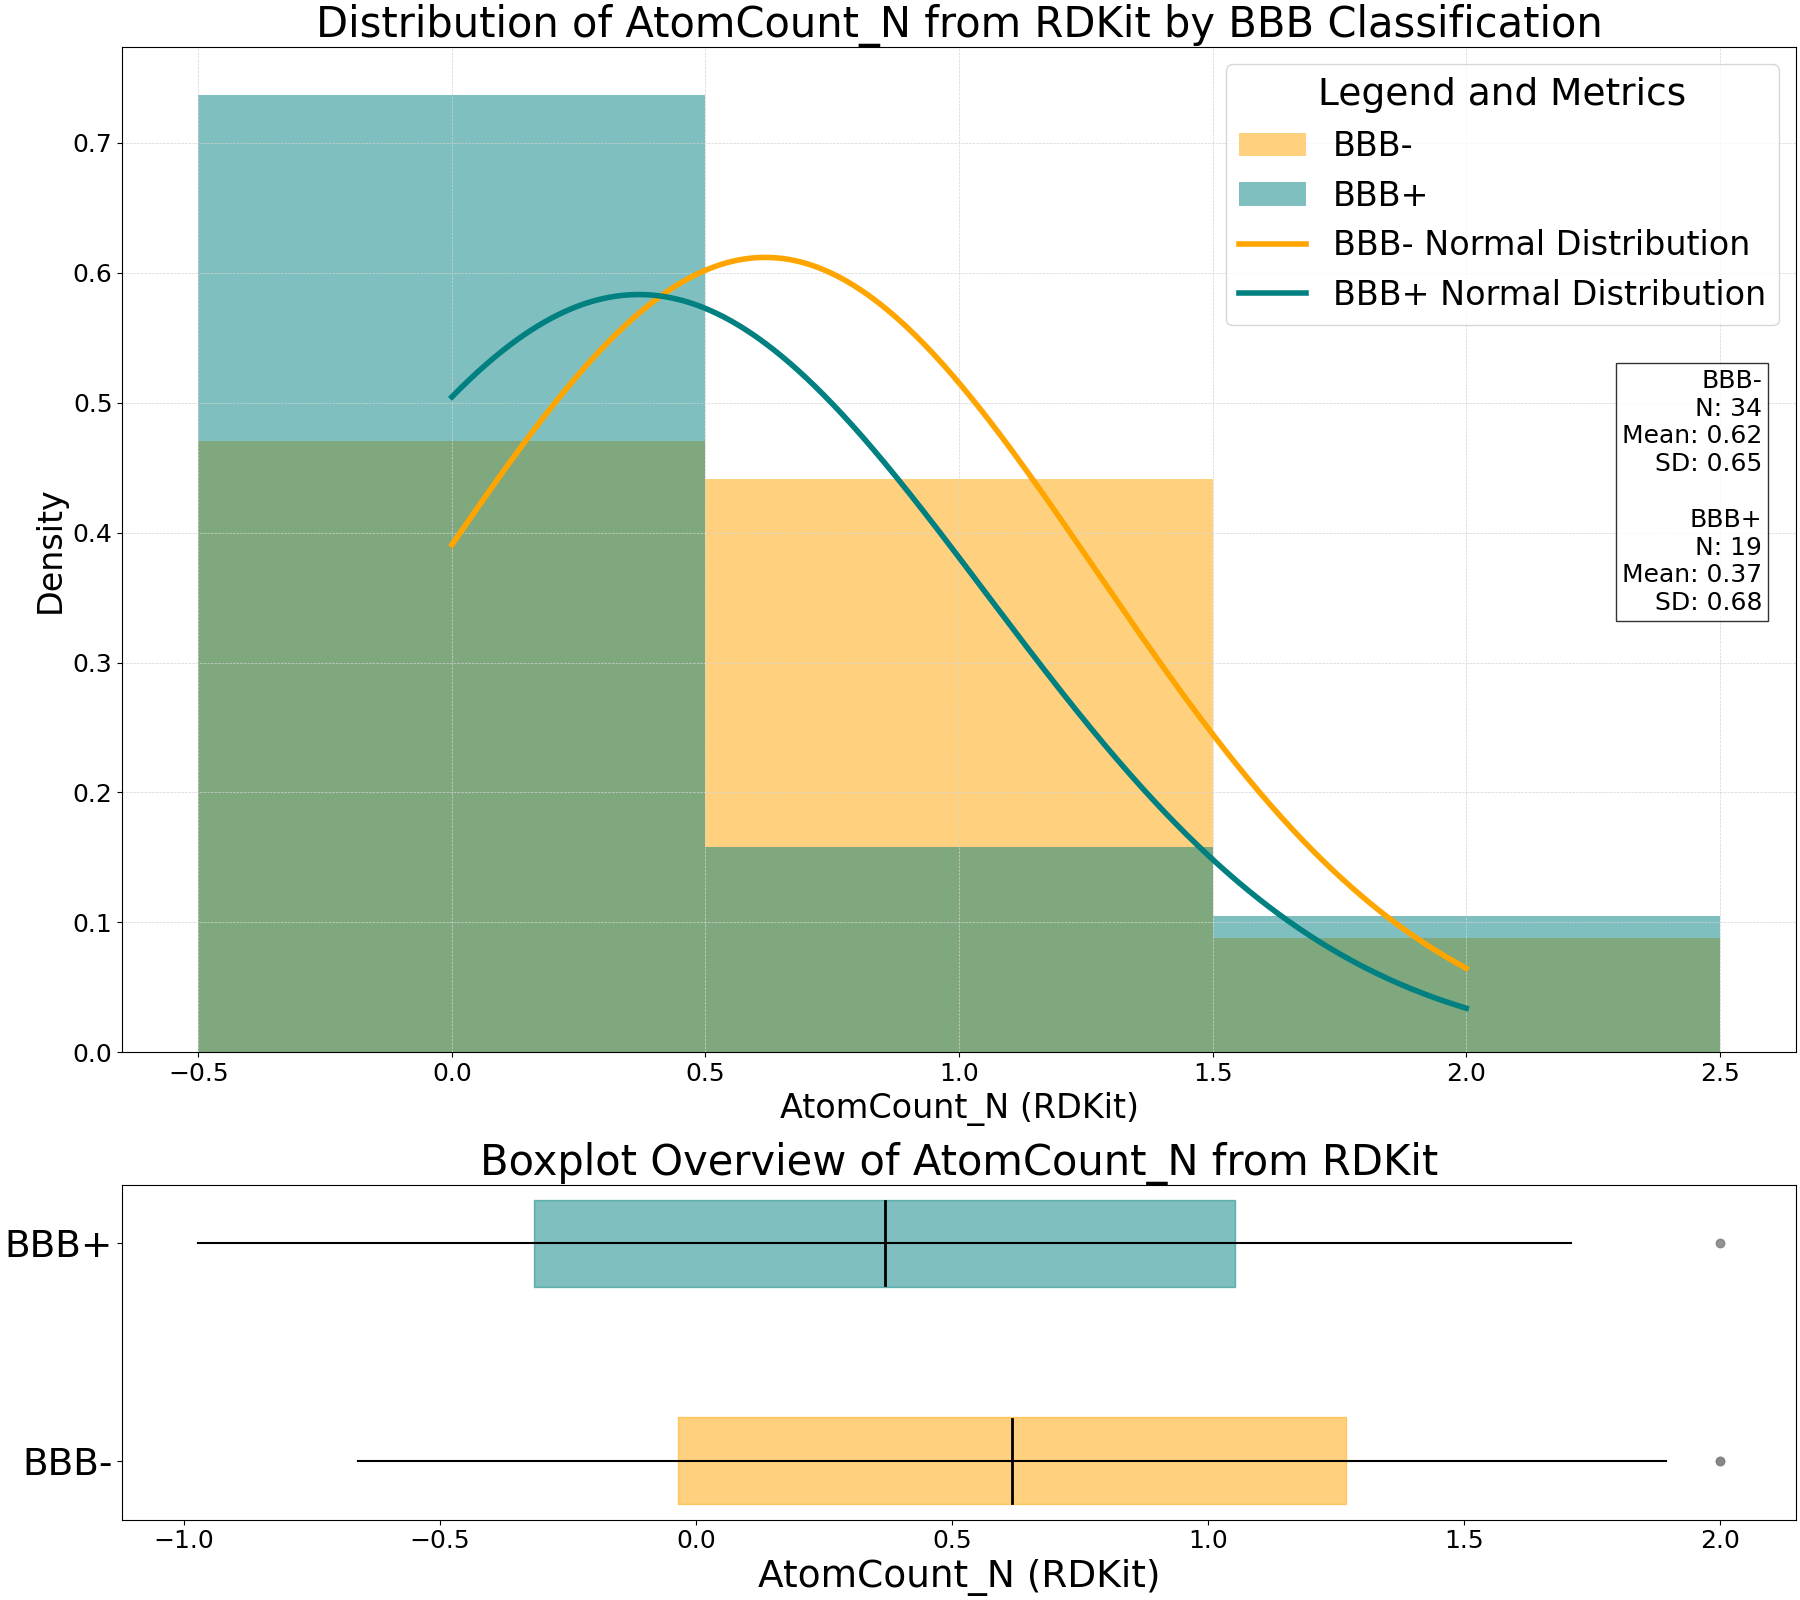 Distribution of AtomCount_N from RDKit by BBB Classification
Legend and Metrics
BBB-
BBB+
BBB- Normal Distribution
BBB+ Normal Distribution
BBB-
N: 34
Mean: 0.62
SD: 0.65
BBB+
N: 19
Mean: 0.37
SD: 0.68
Density
0.7
0.6
0.5
0.4
0.3
0.2
0.1
0.0
−0.5 0.0 0.5 1.0 1.5 2.0 2.5
AtomCount_N (RDKit)
Boxplot Overview of AtomCount_N from RDKit
BBB+
BBB-
−1.0 −0.5 0.0 0.5 1.0 1.5 2.0
AtomCount_N (RDKit)